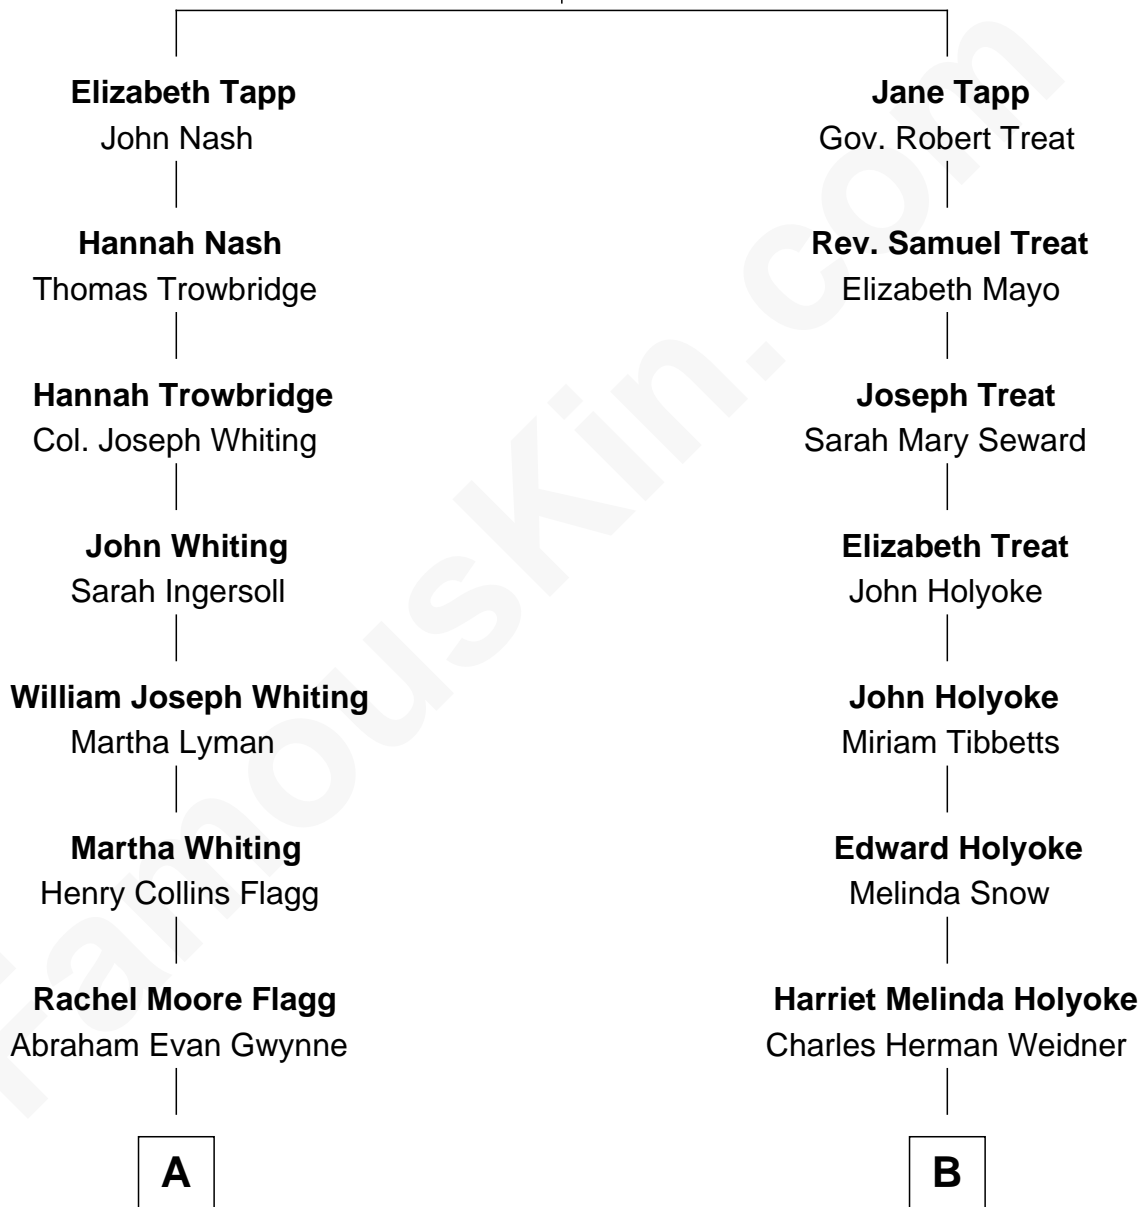 Elizabeth Tapp
John Nash
Hannah Nash
Thomas Trowbridge
Hannah Trowbridge
Col. Joseph Whiting
John Whiting
Sarah Ingersoll
William Joseph Whiting
Martha Lyman
Martha Whiting
Henry Collins Flagg
Rachel Moore Flagg
Abraham Evan Gwynne
A
Jane Tapp
Gov. Robert Treat
Rev. Samuel Treat
Elizabeth Mayo
Joseph Treat
Sarah Mary Seward
Elizabeth Treat
John Holyoke
John Holyoke
Miriam Tibbetts
Edward Holyoke
Melinda Snow
Harriet Melinda Holyoke
Charles Herman Weidner
B
FamousKin.com